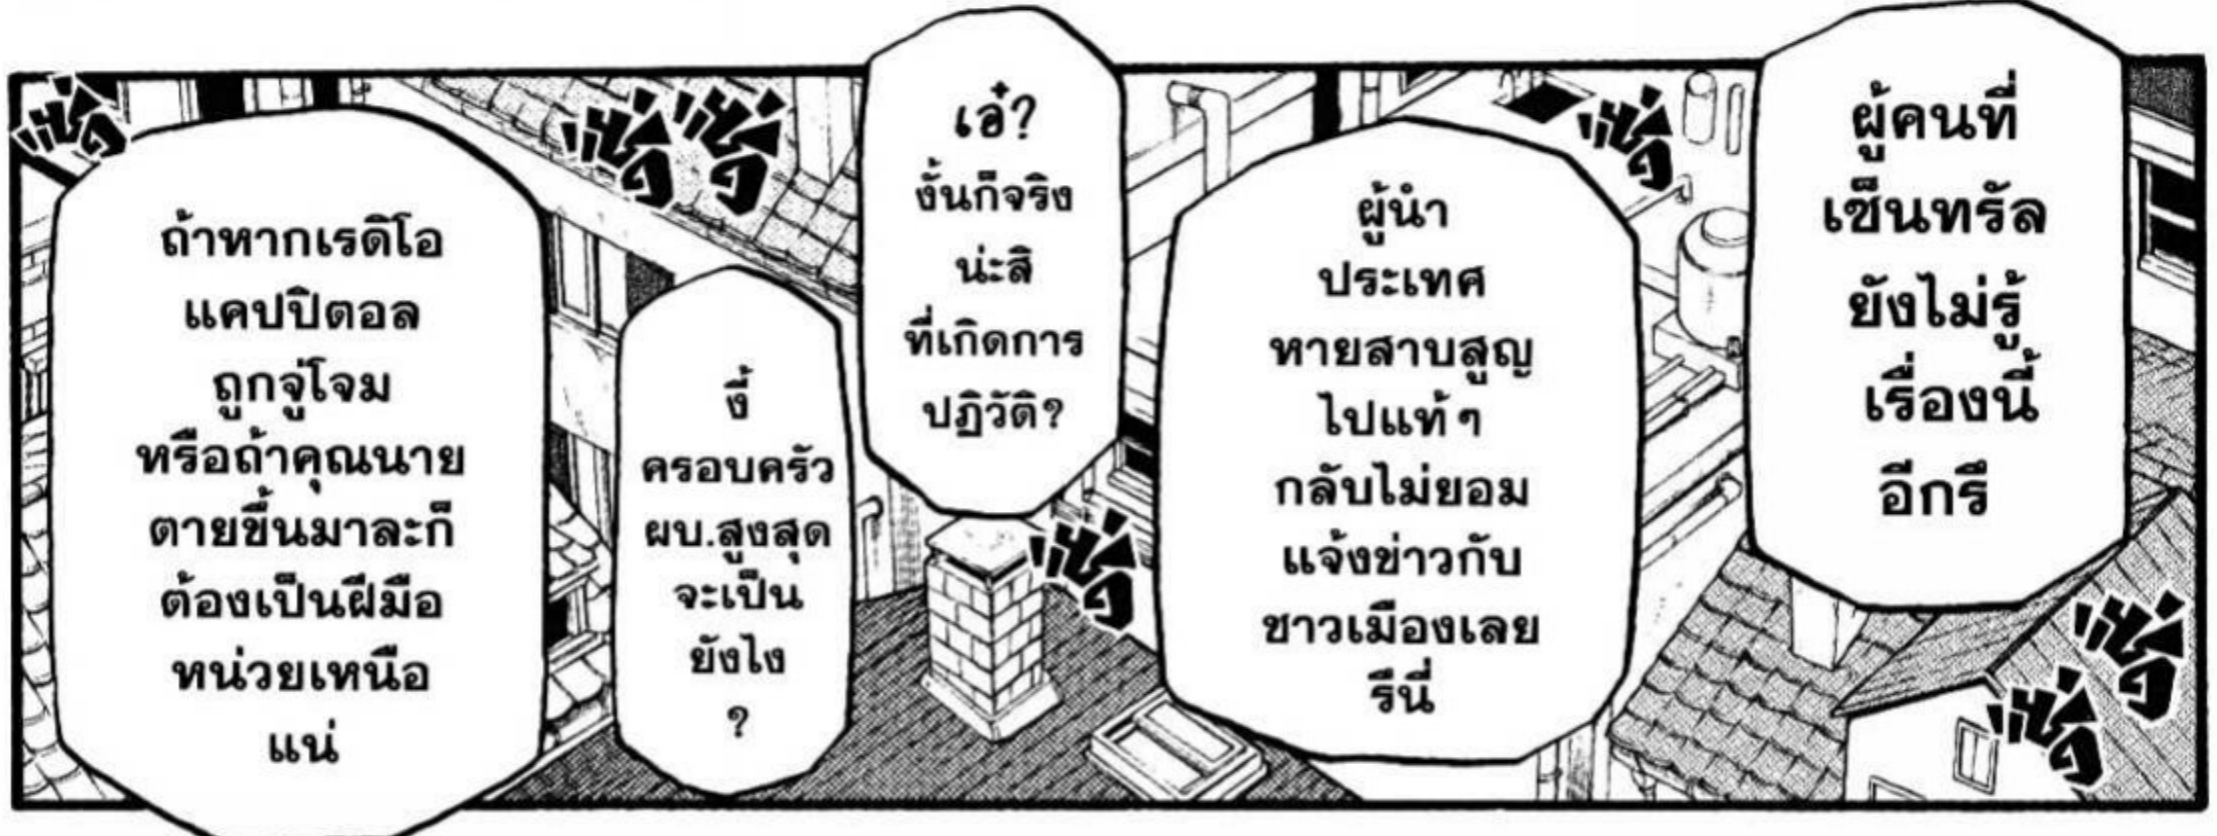 ผู้คนที่
เซ็นทรัล
ยังไม่รู้
เรื่องนี้
อีกรึ
ผู้นำ
ประเทศ
หายสาบสูญ
ไปแท้ๆ
กลับไม่ยอม
แจ้งข่าวกับ
ชาวเมืองเลย
รึนี่
เอ๋?
งั้นก็จริง
น่ะสิ
ที่เกิดการ
ปฏิวัติ?
งี้
ครอบครัว
ผบ.สูงสุด
จะเป็น
ยังไง
?
ถ้าหากเรดิโอ
แคปปิตอล
ถูกจู่โจม
หรือถ้าคุณนาย
ตายขึ้นมาละก็
ต้องเป็นฝีมือ
หน่วยเหนือ
แน่